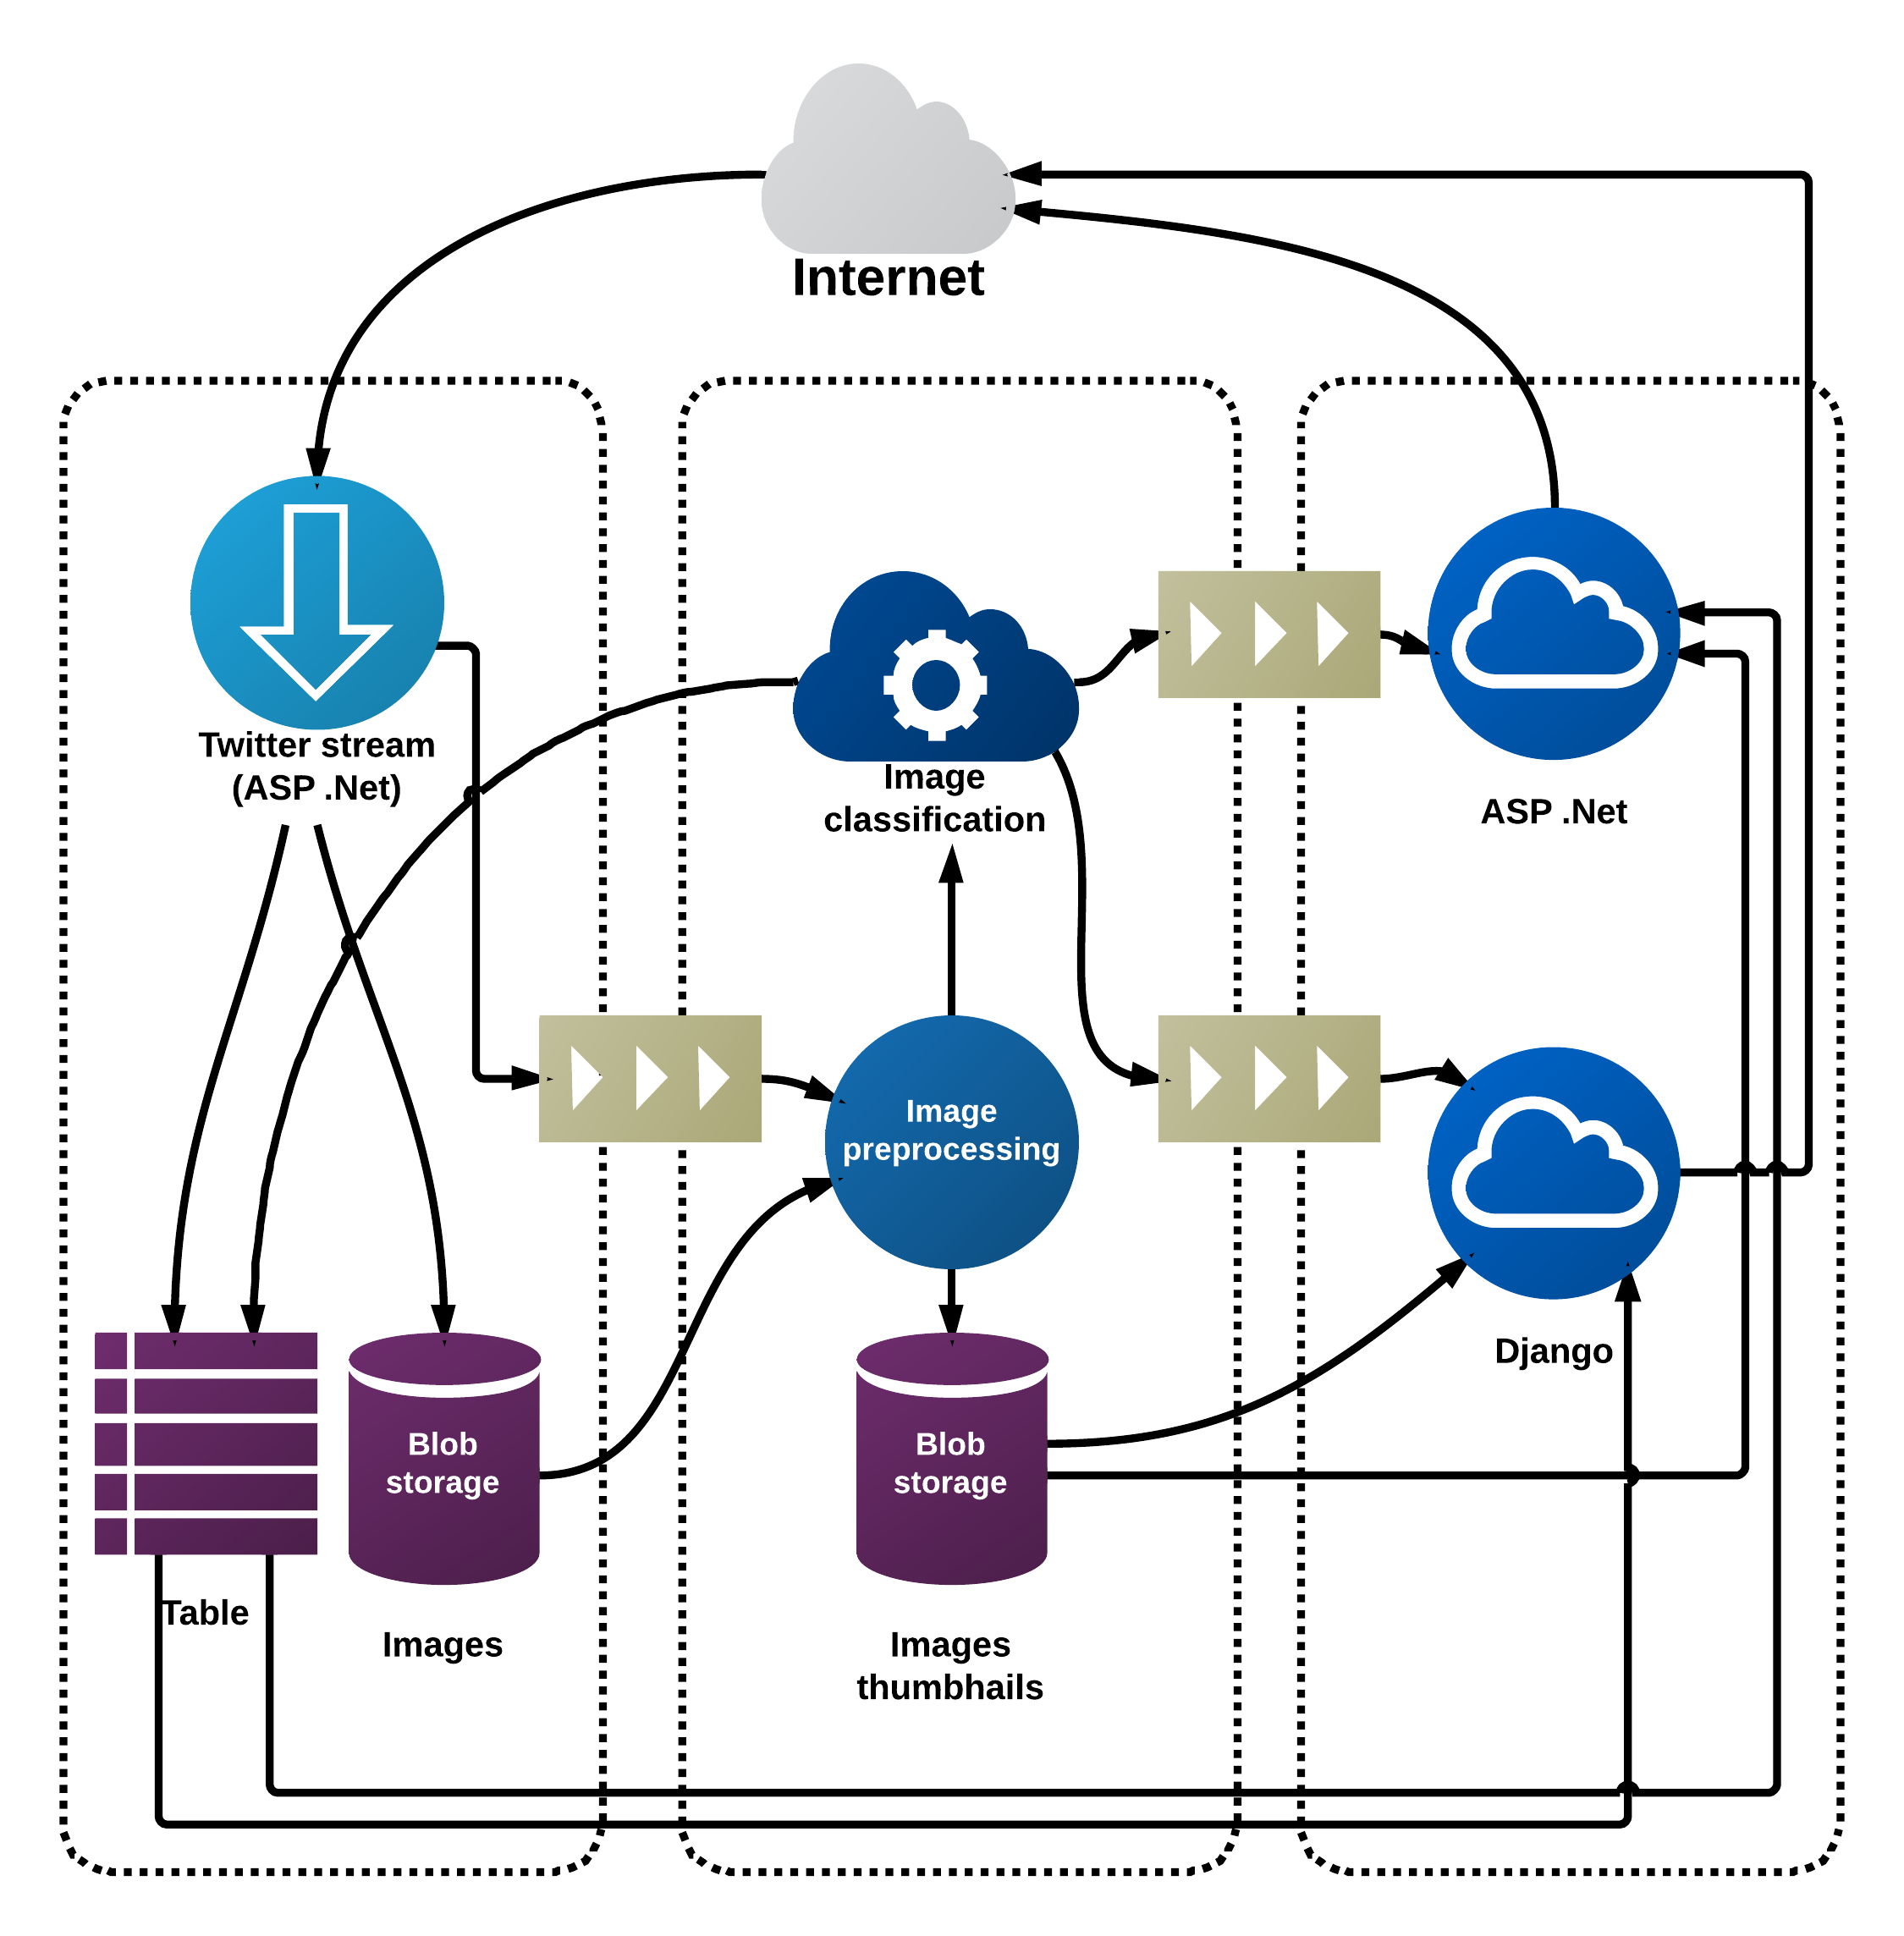 Internet
Twitter stream
(ASP .Net)
Image
classification
ASP .Net
Image
preprocessing
Django
Blob
storage
Blob
storage
Table
Images
Images
thumbhails